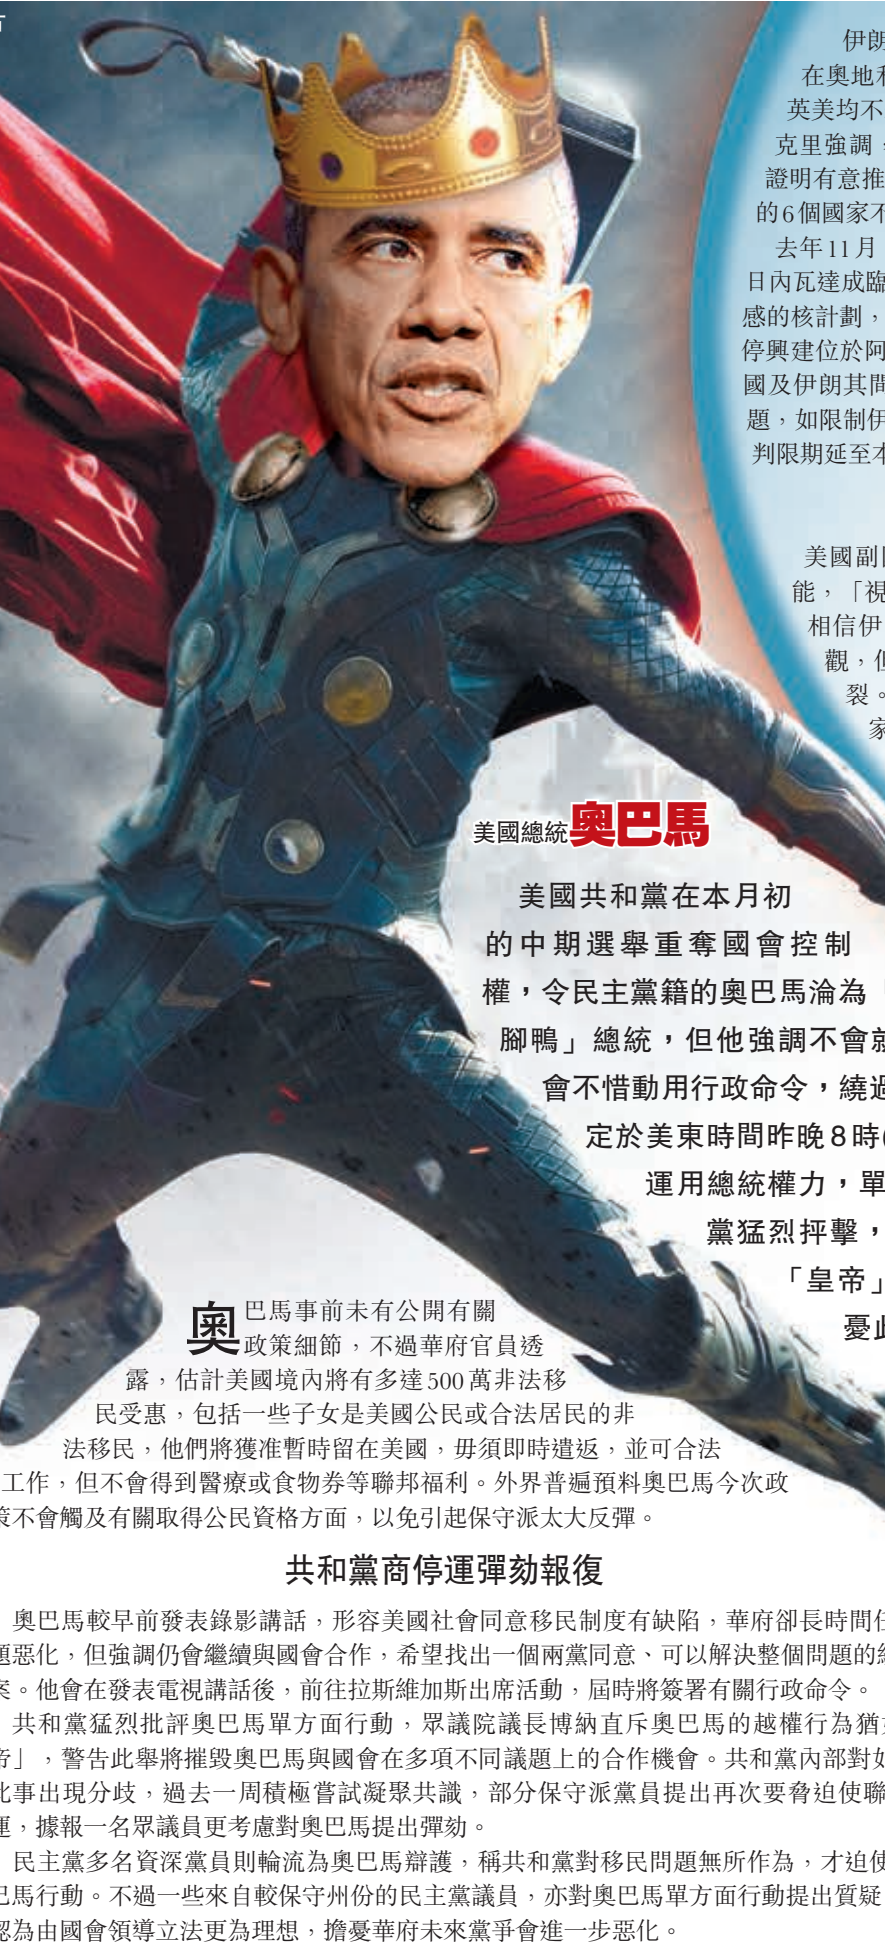 伊朗
在奧地利
英美均不
克里強調，
證明有意推
的6個國家不
去年11月
日內瓦達成臨
感的核計劃，
停興建位於阿
國及伊朗其間
題，如限制伊
判限期延至本
美國副
能，「視
相信伊
觀，但
裂。
家
美國總統奧巴馬
美國共和黨在本月初
的中期選舉重奪國會控制
權，令民主黨籍的奧巴馬淪為「
腳鴨」總統，但他強調不會就
會不惜動用行政命令，繞過
定於美東時間昨晚8時(
運用總統權力，單
黨猛烈抨擊，
「皇帝」
憂此
奧巴馬事前未有公開有關
政策細節，不過華府官員透
露，估計美國境內將有多達500萬非法移
民受惠，包括一些子女是美國公民或合法居民的非
法移民，他們將獲准暫時留在美國，毋須即時遣返，並可合法
工作，但不會得到醫療或食物券等聯邦福利。外界普遍預料奧巴馬今次政
策不會觸及有關取得公民資格方面，以免引起保守派太大反彈。
共和黨商停運彈劾報復
奧巴馬較早前發表錄影講話，形容美國社會同意移民制度有缺陷，華府卻長時間任
題惡化，但強調仍會繼續與國會合作，希望找出一個兩黨同意、可以解決整個問題的
案。他會在發表電視講話後，前往拉斯維加斯出席活動，屆時將簽署有關行政命令。
共和黨猛烈批評奧巴馬單方面行動，眾議院議長博納直斥奧巴馬的越權行為猶如
帝」，警告此舉將摧毀奧巴馬與國會在多項不同議題上的合作機會。共和黨內部對如
此事出現分歧，過去一周積極嘗試凝聚共識，部分保守派黨員提出再次要脅迫使聯
運，據報一名眾議員更考慮對奧巴馬提出彈劾。
民主黨多名資深黨員則輪流為奧巴馬辯護，稱共和黨對移民問題無所作為，才迫使
巴馬行動。不過一些來自較保守州份的民主黨議員，亦對奧巴馬單方面行動提出質疑
認為由國會領導立法更為理想，擔憂華府未來黨爭會進一步惡化。